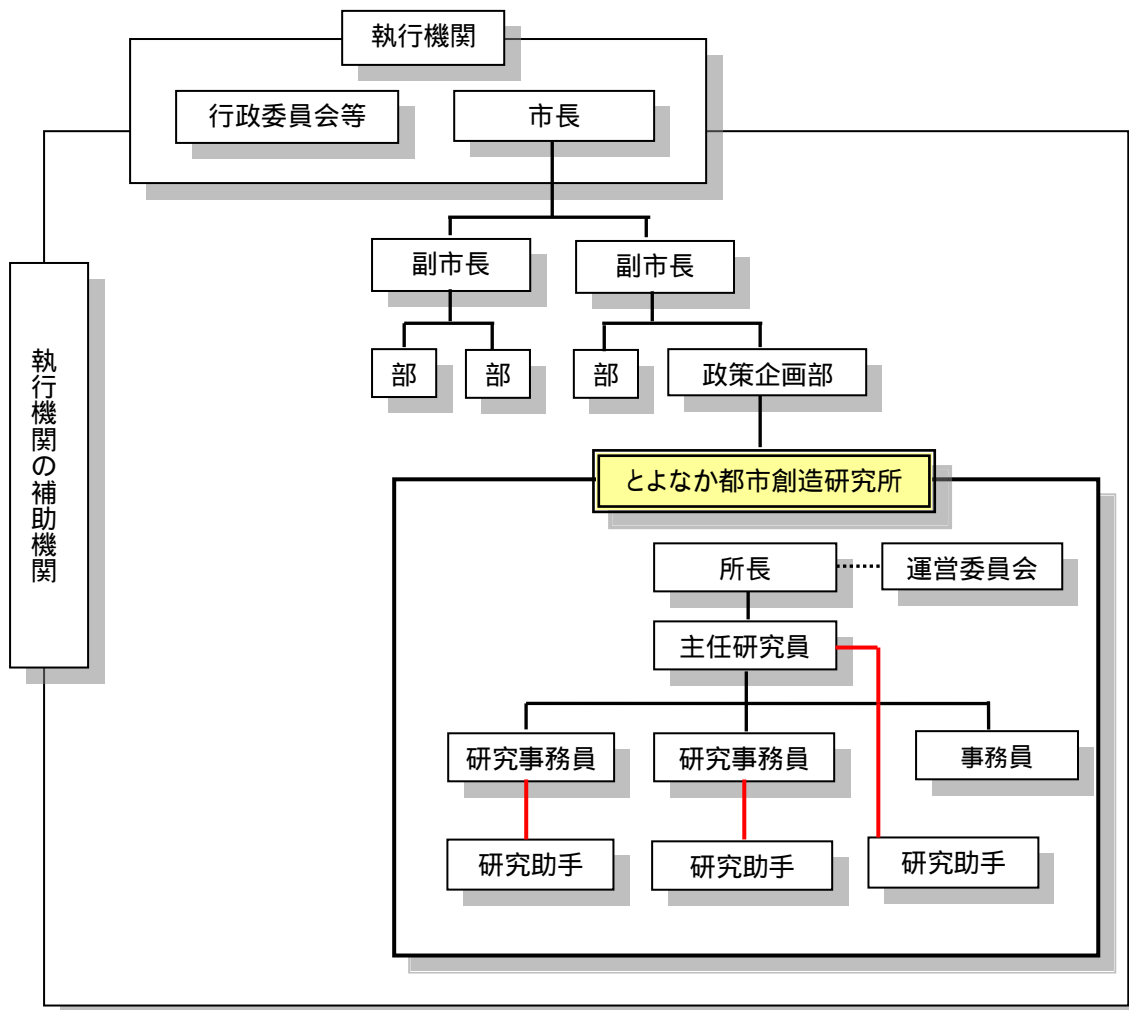 執行機関
行政委員会等
市長
副市長
副市長
部
部
部
政策企画部
執行機関の補助機関
とよなか都市創造研究所
所長
運営委員会
主任研究員
研究事務員
研究事務員
事務員
研究助手
研究助手
研究助手